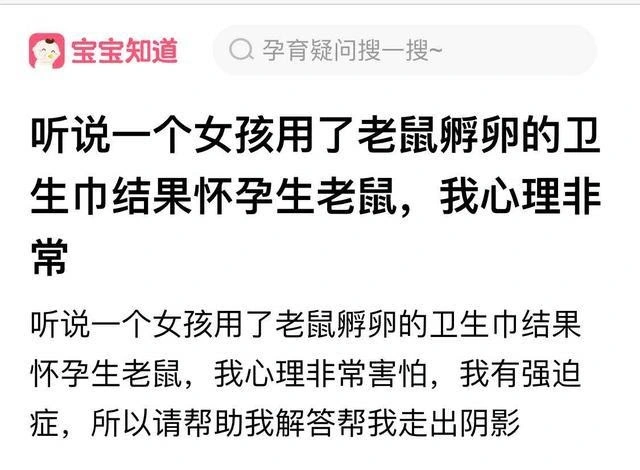 宝宝知道
孕育疑问搜一搜~
听说一个女孩用了老鼠孵卵的卫
生巾结果怀孕生老鼠，我心理非
常
听说一个女孩用了老鼠孵卵的卫生巾结果
怀孕生老鼠，我心理非常害怕，我有强迫
症，所以请帮助我解答帮我走出阴影